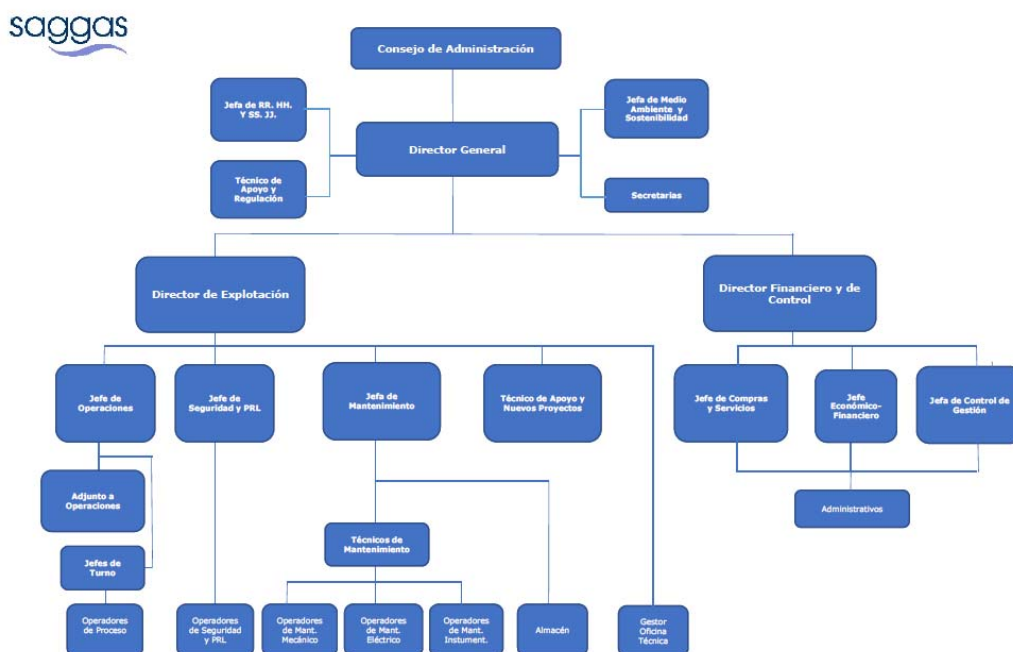 saggas
Consejo de Administración
Jefa de RR. HH.
Y SS. JJ.
Jefa de Medio
Ambiente y
Sostenibilidad
Director General
Técnico de
Apoyo y
Regulación
Secretarias
Director de Explotación
Director Financiero y de
Control
Jefe de
Operaciones
Jefe de
Seguridad y PRL
Jefa de
Mantenimiento
Técnico de Apoyo y
Nuevos Proyectos
Jefe de Compras
y Servicios
Jefe
Económico-
Financiero
Jefa de Control de
Gestión
Adjunto a
Operaciones
Administrativos
Técnicos de
Mantenimiento
Jefes de
Turno
Operadores
de Proceso
Operadores
de Seguridad
y PRL
Operadores
de Mant.
Mecánico
Operadores
de Mant.
Eléctrico
Operadores
de Mant.
Instument.
Almacén
Gestor
Oficina
Técnica